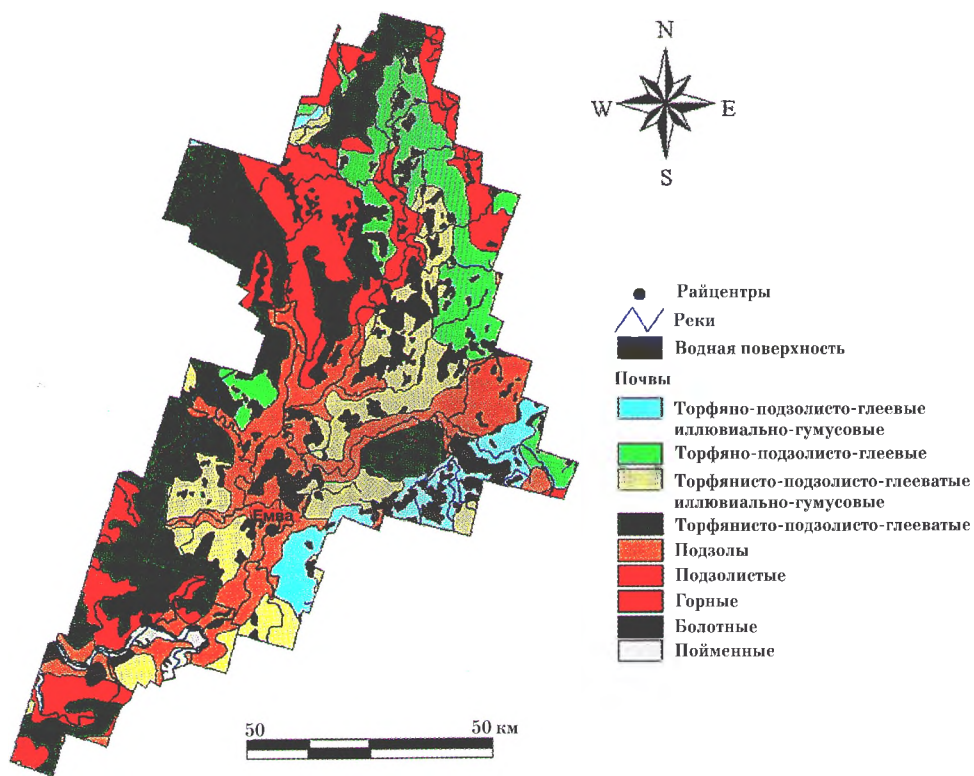 N
W E
S
Райцентры
Реки
Водная поверхность
Почвы
Торфяно-подзолисто-глеевые
иллювиально-гумусовые
Торфяно-подзолисто-глеевые
Торфянисто-подзолисто-глееватые
иллювиально-гумусовые
Торфянисто-подзолисто-глееватые
Подзолы
Подзолистые
Горные
Болотные
Пойменные
Емва
50 50 км